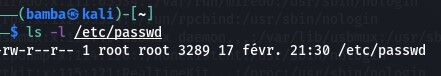 (bamba㉿kali)-[~]
$ ls -l /etc/passwd
-rw-r--r-- 1 root root 3289 17 févr. 21:30 /etc/passwd